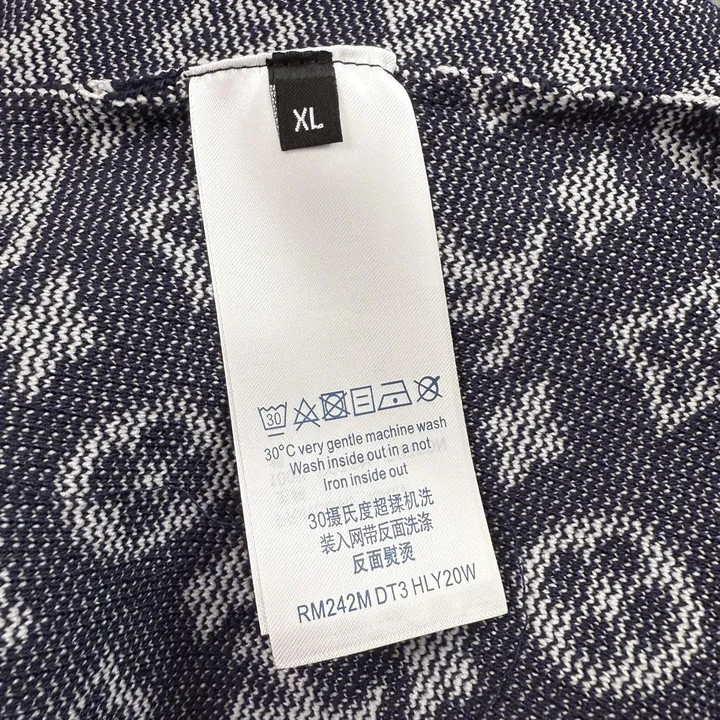 XL
30
30°C very gentle machine wash
Wash inside out in a not
Iron inside out
30摄氏度超揉机洗
装入网带反面洗涤
反面熨烫
RM242M DT3 HLY20W